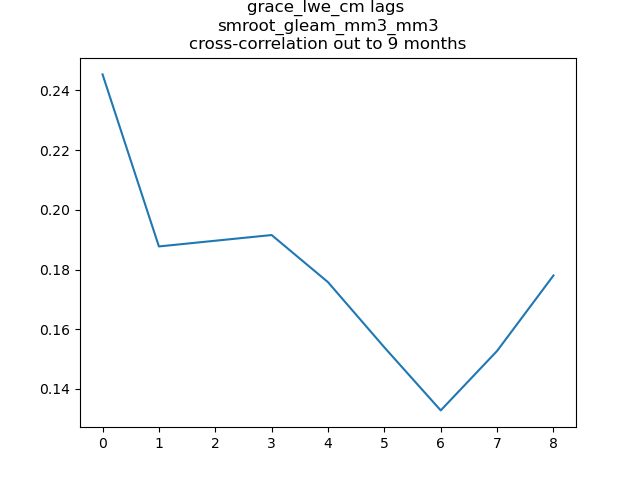 grace_lwe_cm lags
smroot_gleam_mm3_mm3
cross-correlation out to 9 months
0.24
0.22
0.20
0.18
0.16
0.14
0 1 2 3 4 5 6 7 8